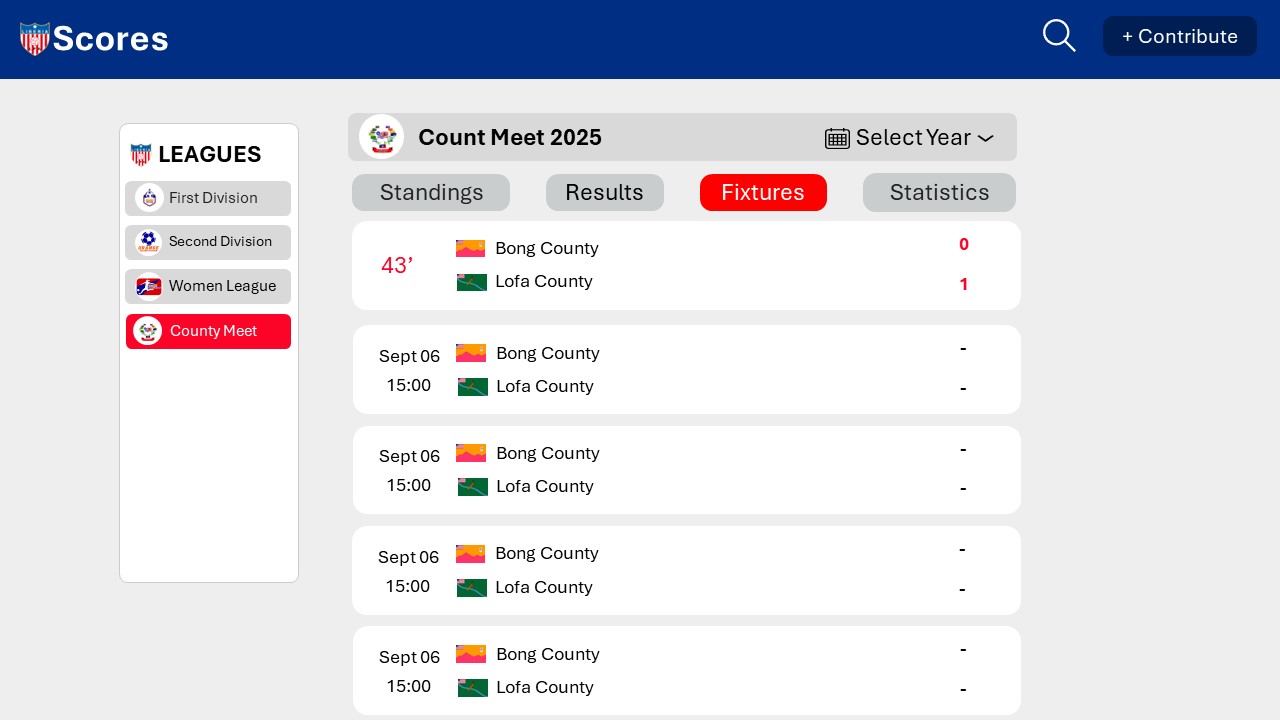 LIBERIA
Scores
+ Contribute
LEAGUES
First Division
Second Division
Women League
County Meet
Count Meet 2025
Select Year
Standings
Results
Fixtures
Statistics
43’
Bong County
0
Lofa County
1
Sept 06
15:00
Bong County
-
Lofa County
-
Sept 06
15:00
Bong County
-
Lofa County
-
Sept 06
15:00
Bong County
-
Lofa County
-
Sept 06
15:00
Bong County
-
Lofa County
-